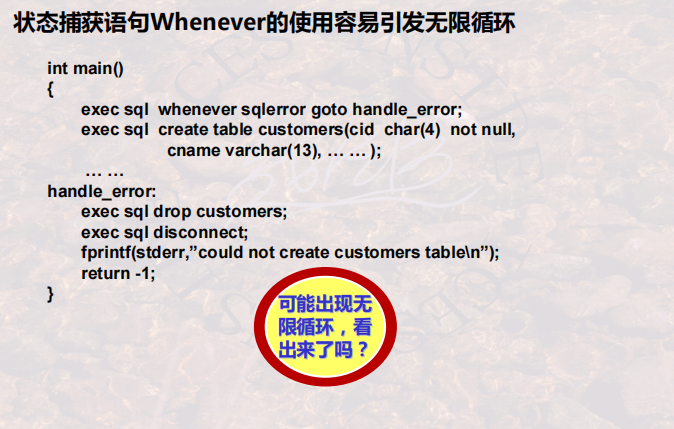 状态捕获语句Whenever的使用容易引发无限循环
int main()
{
exec sql whenever sqlerror goto handle_error;
exec sql create table customers(cid char(4) not null,
cname varchar(13), … … );
… …
handle_error:
exec sql drop customers;
exec sql disconnect;
fprintf(stderr,”could not create customers table\n”);
return -1;
}
可能出现无
限循环，看
出来了吗？